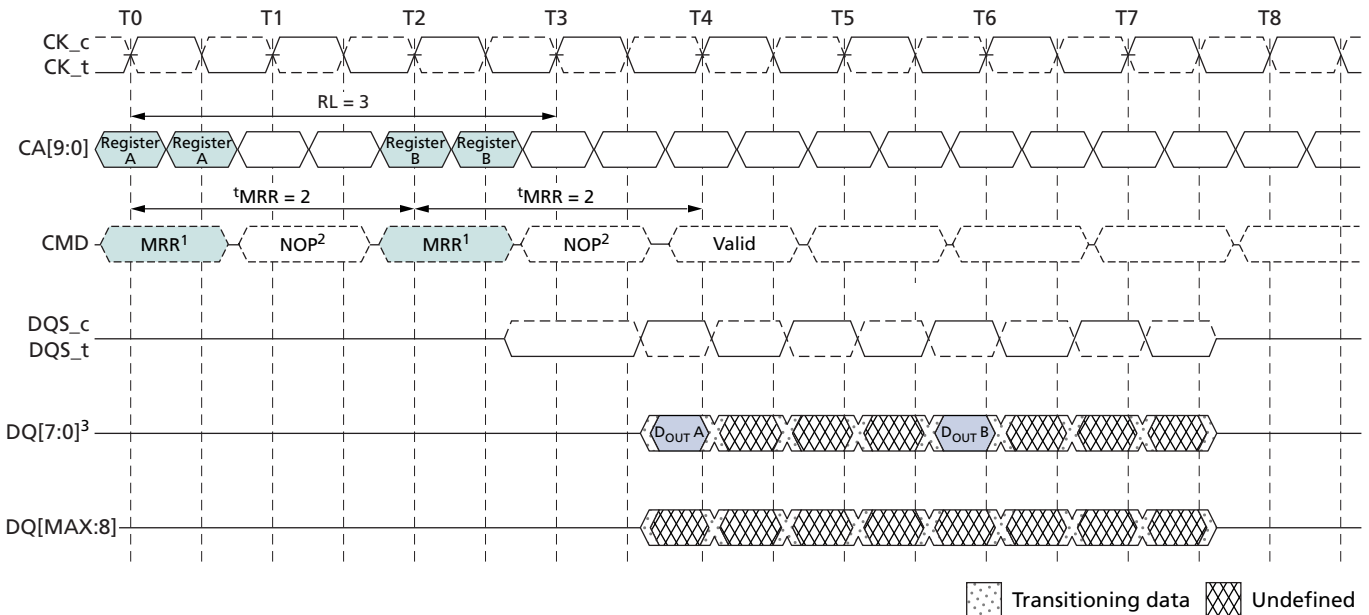 T0 T1 T2 T3 T4 T5 T6 T7 T8
CK_c
CK_t
RL = 3
CA[9:0] Register A Register A Register B Register B
tMRR = 2 tMRR = 2
CMD MRR1 NOP2 MRR1 NOP2 Valid
DQS_c
DQS_t
DQ[7:0]3 DOUT A DOUT B
DQ[MAX:8]
Transitioning data Undefined